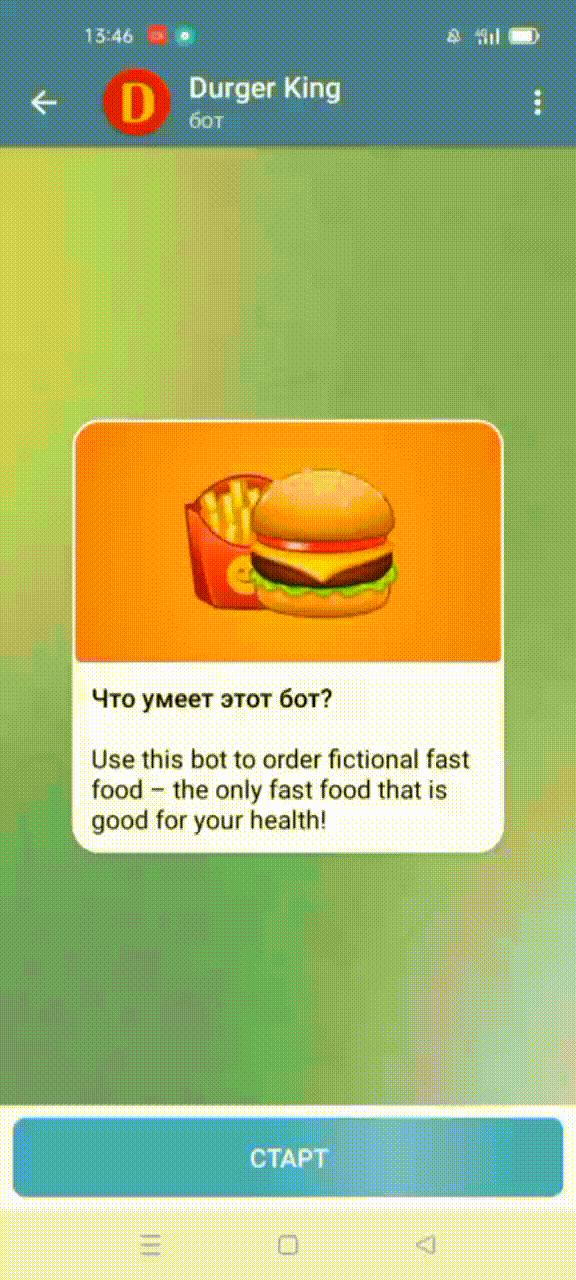 13:46
4G
Durger King
бот
Что умеет этот бот?
Use this bot to order fictional fast
food – the only fast food that is
good for your health!
СТАРТ